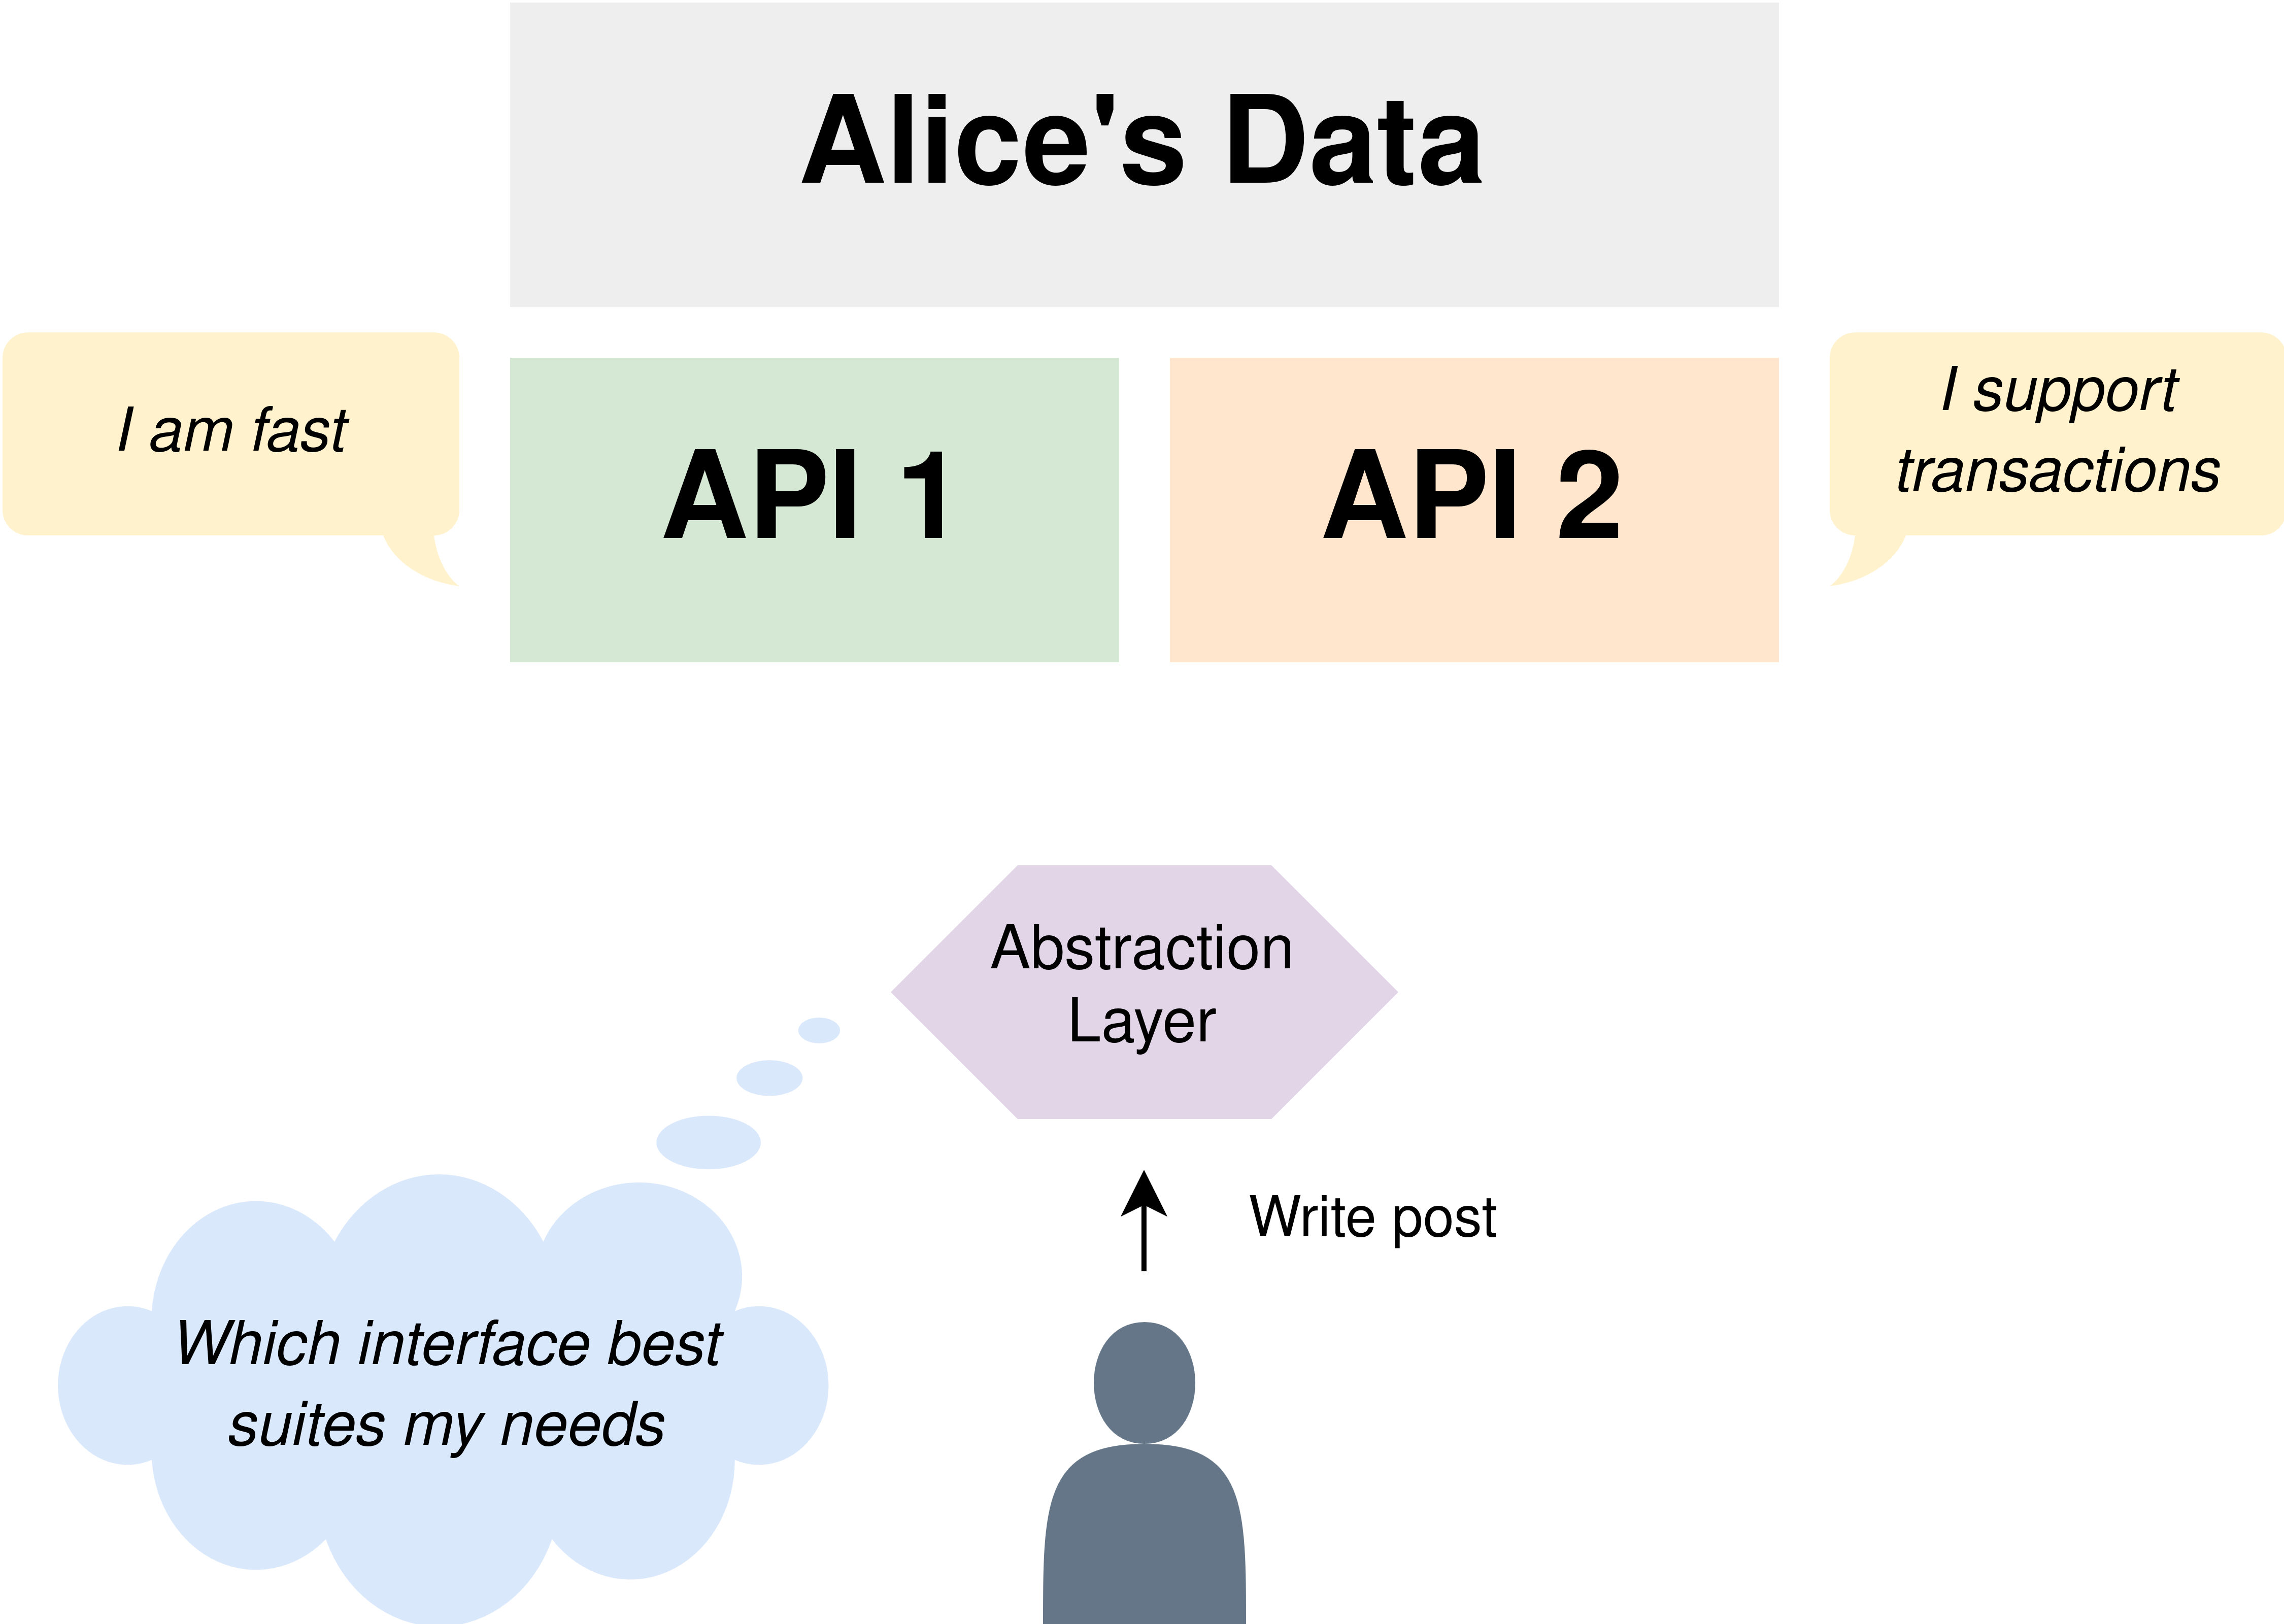 Alice's Data
I am fast
API 1
API 2
I support
transactions
Abstraction
Layer
Write post
Which interface best
suites my needs